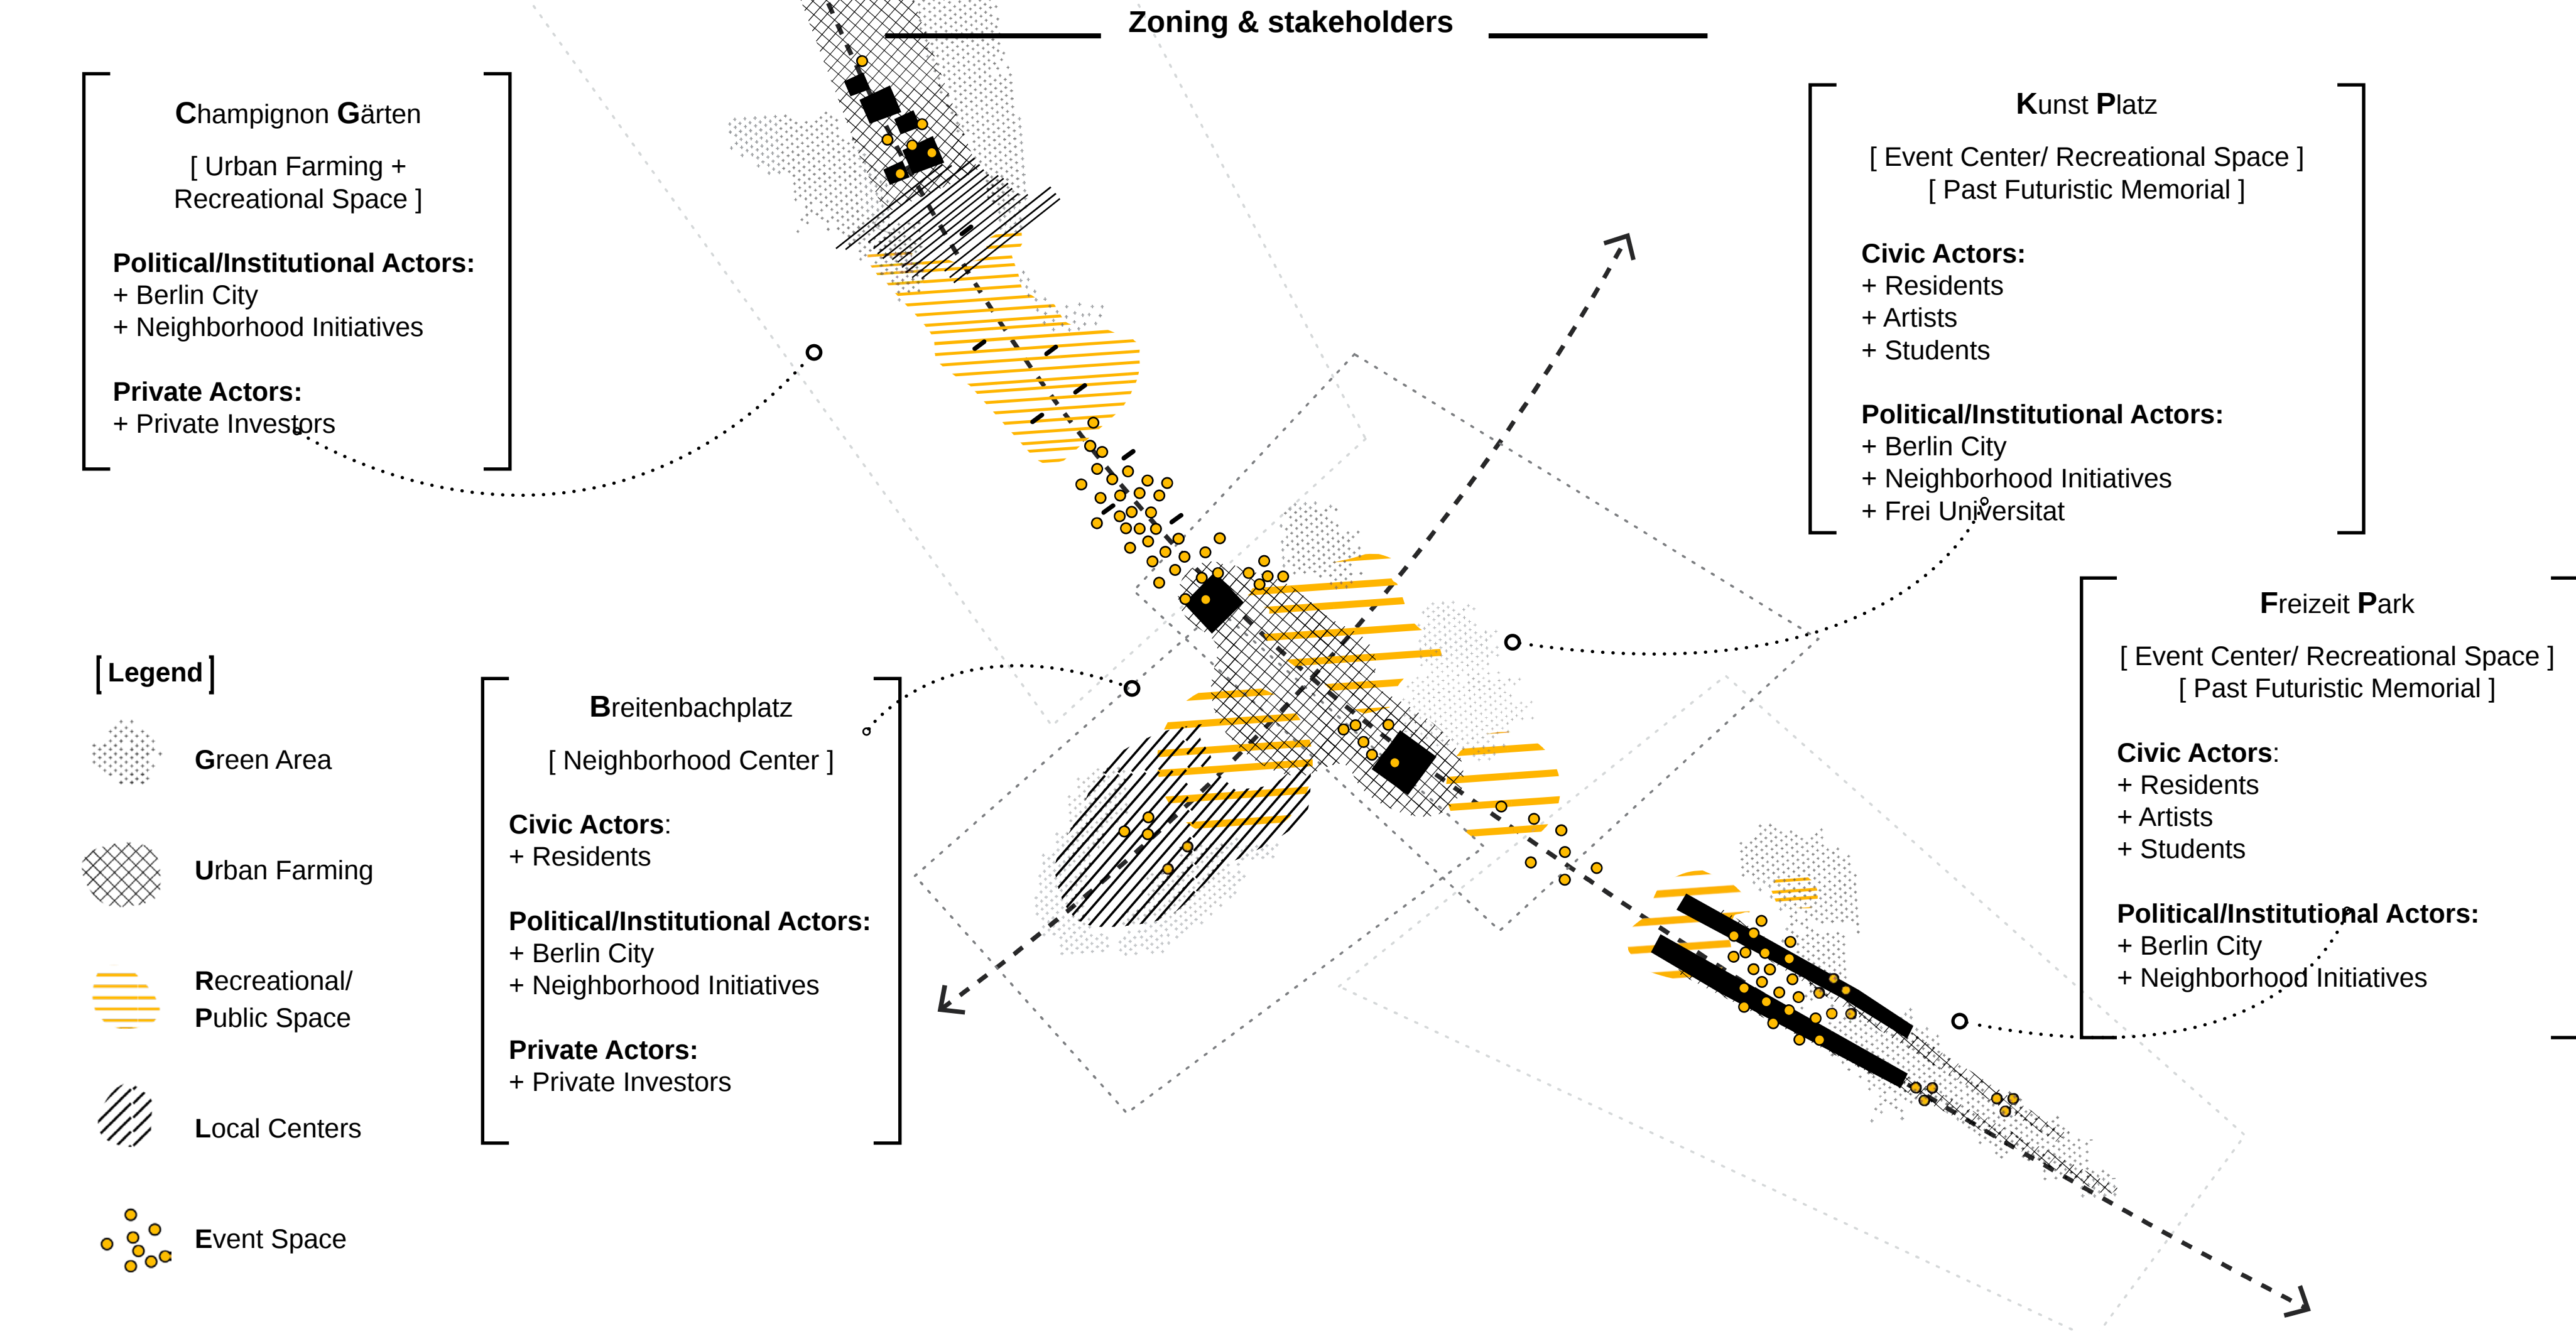 Zoning & stakeholders
Champignon Gärten
[ Urban Farming +
Recreational Space ]
Political/Institutional Actors:
+ Berlin City
+ Neighborhood Initiatives
Private Actors:
+ Private Investors
Kunst Platz
[ Event Center/ Recreational Space ]
[ Past Futuristic Memorial ]
Civic Actors:
+ Residents
+ Artists
+ Students
Political/Institutional Actors:
+ Berlin City
+ Neighborhood Initiatives
+ Frei Universitat
Freizeit Park
[ Event Center/ Recreational Space ]
[ Past Futuristic Memorial ]
Civic Actors:
+ Residents
+ Artists
+ Students
Political/Institutional Actors:
+ Berlin City
+ Neighborhood Initiatives
Breitenbachplatz
[ Neighborhood Center ]
Civic Actors:
+ Residents
Political/Institutional Actors:
+ Berlin City
+ Neighborhood Initiatives
Private Actors:
+ Private Investors
[ Legend ]
Green Area
Urban Farming
Recreational/
Public Space
Local Centers
Event Space